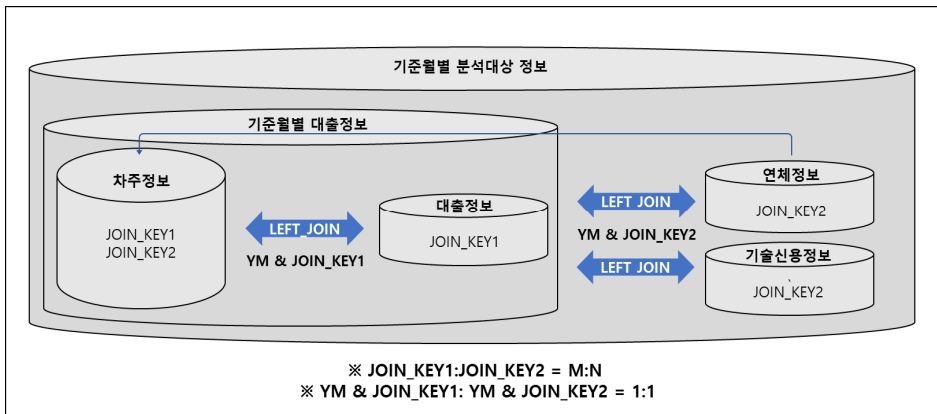 기준월별 분석대상 정보
기준월별 대출정보
차주정보
JOIN_KEY1
JOIN_KEY2
LEFT_JOIN
YM & JOIN_KEY1
대출정보
JOIN_KEY1
LEFT JOIN
YM & JOIN_KEY2
LEFT JOIN
연체정보
JOIN_KEY2
기술신용정보
JOIN_KEY2
※ JOIN_KEY1:JOIN_KEY2 = M:N
※ YM & JOIN_KEY1: YM & JOIN_KEY2 = 1:1